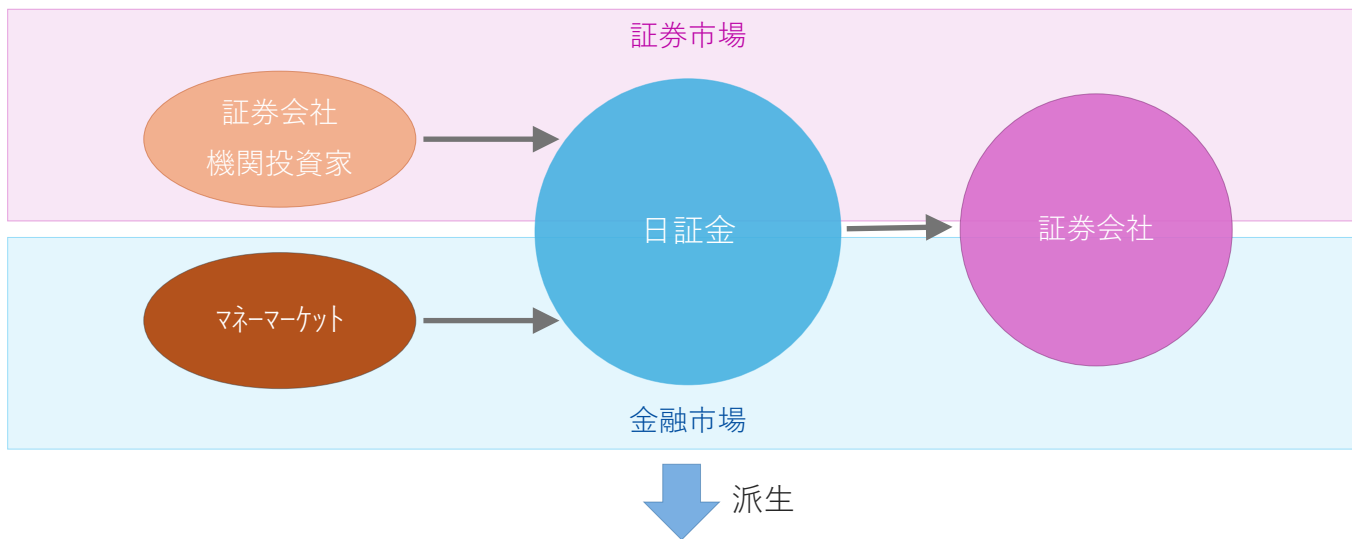 証券市場
証券会社
機関投資家
日証金
証券会社
マネーマーケット
金融市場
派生